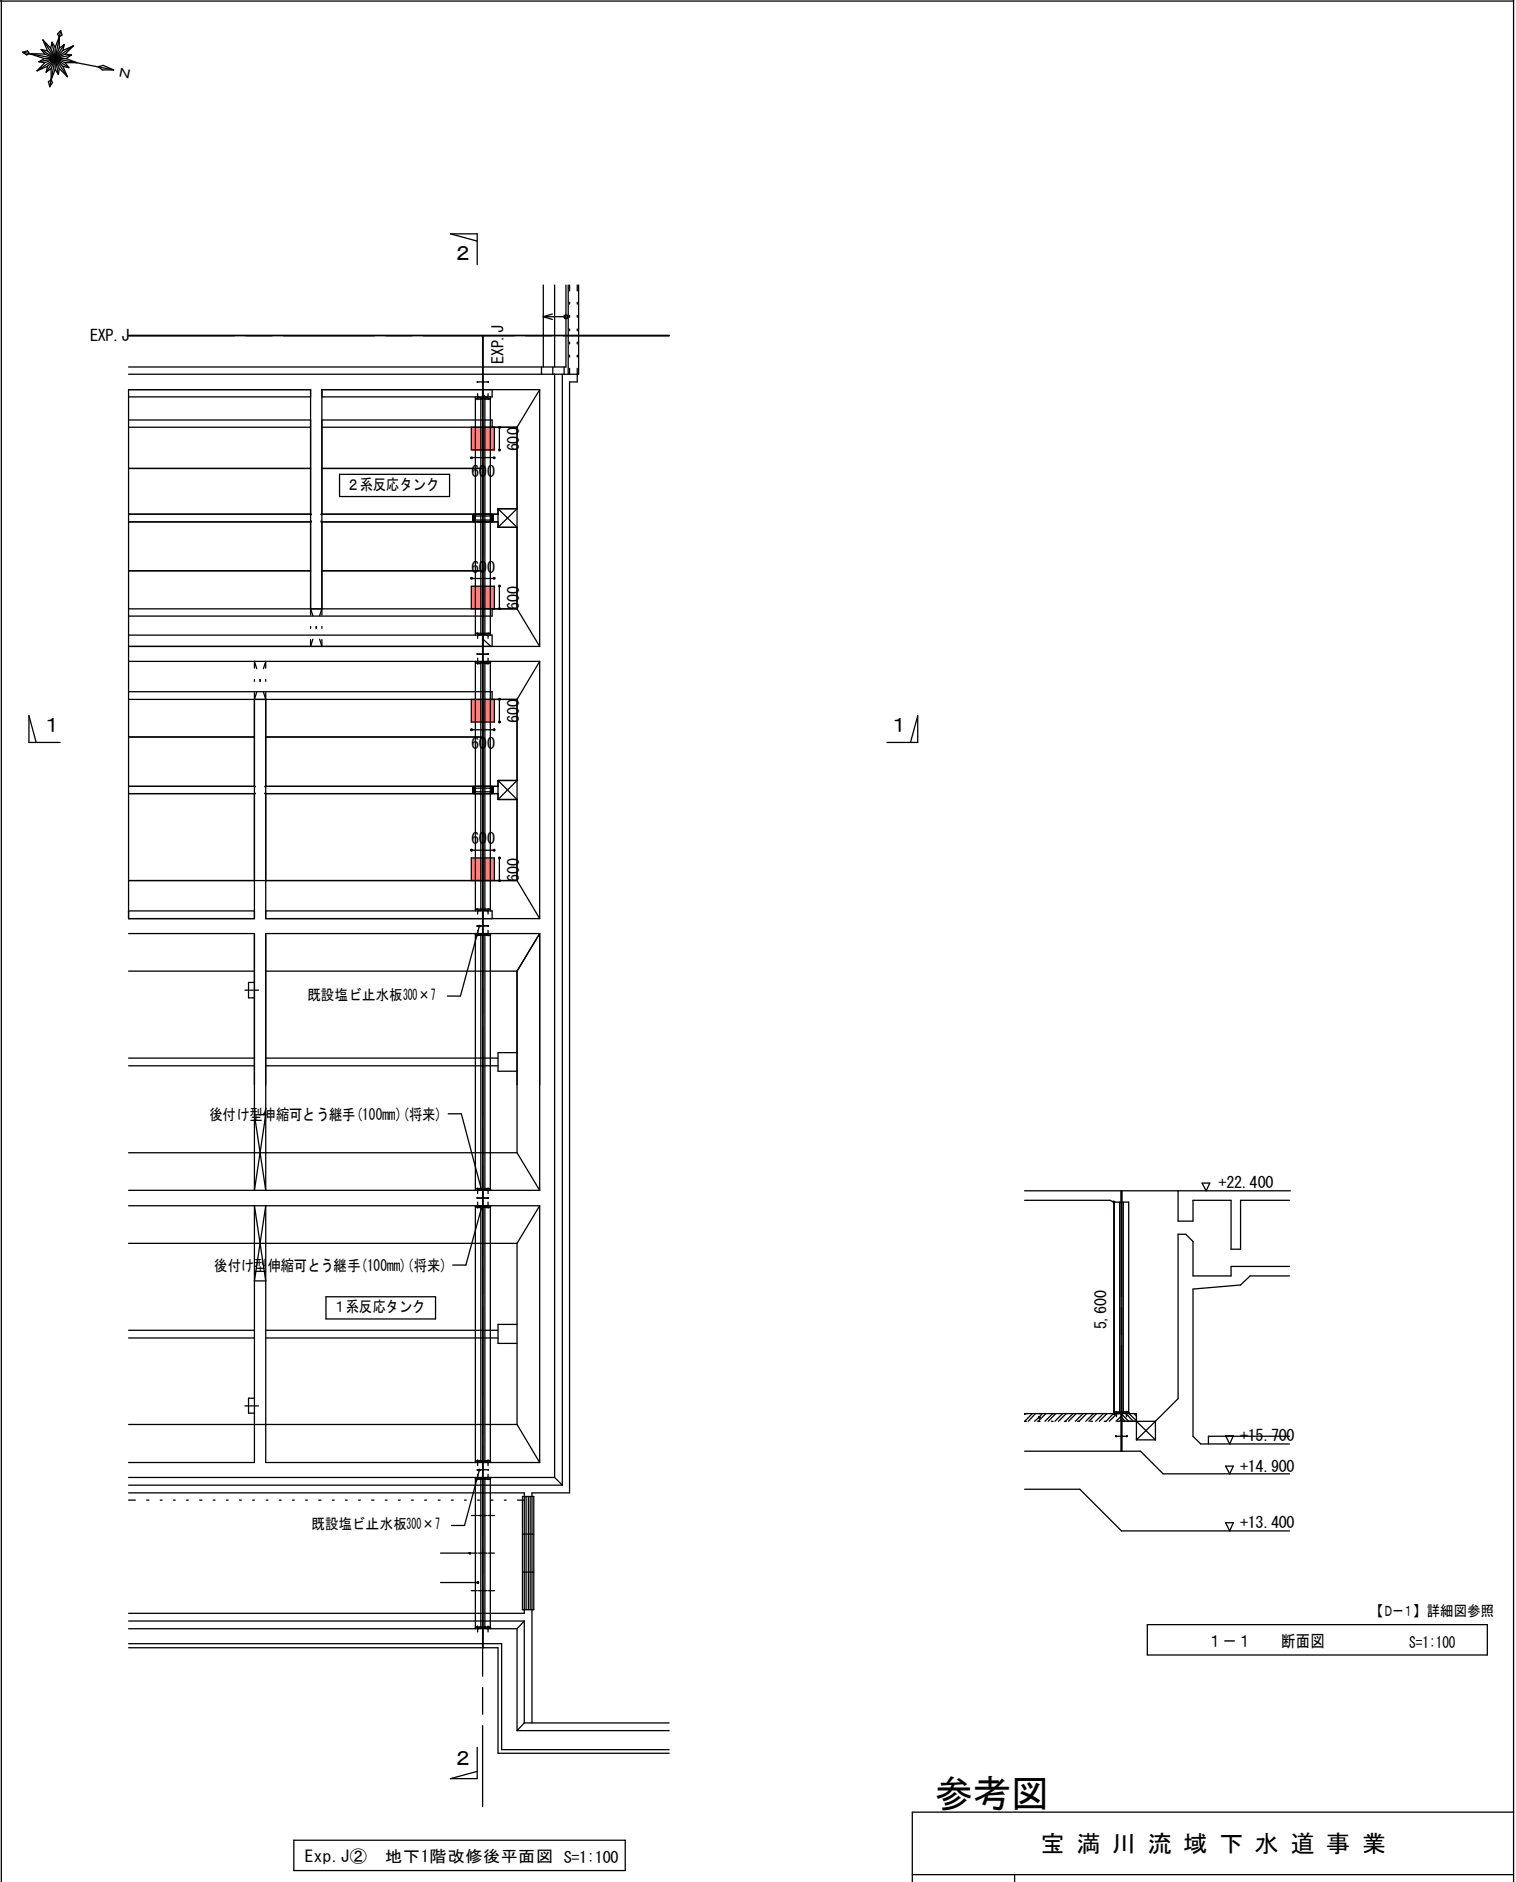 N
2
EXP. J
EXP. J
600
600
2系反応タンク
600
600
1
1
600
600
600
600
既設塩ビ止水板300×7
後付け型伸縮可とう継手(100mm)(将来)
後付け型伸縮可とう継手(100mm)(将来)
1系反応タンク
既設塩ビ止水板300×7
2
Exp. J② 地下1階改修後平面図 S=1:100
+22.400
5,600
+15.700
+14.900
+13.400
【D−1】詳細図参照
1−1 断面図 S=1:100
参考図
宝満川流域下水道事業